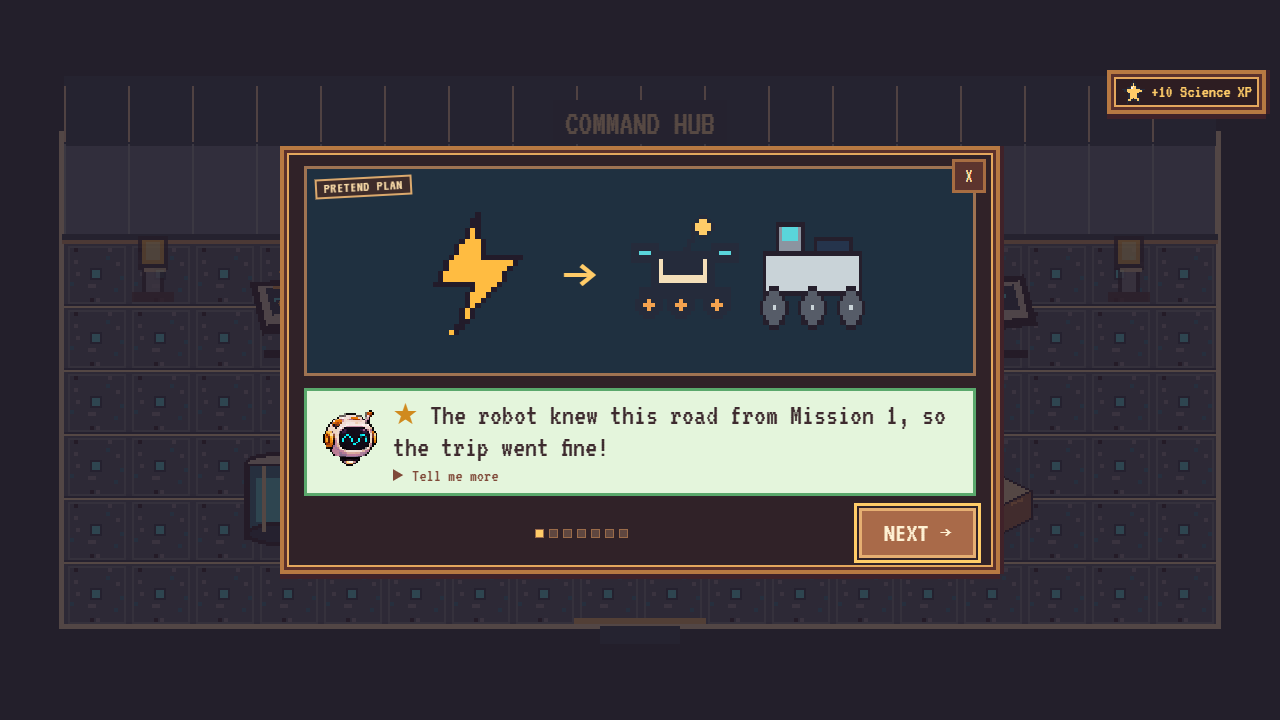 +10 Science XP
COMMAND HUB
PRETEND PLAN
X
★ The robot knew this road from Mission 1, so
the trip went fine!
▶ Tell me more
NEXT →